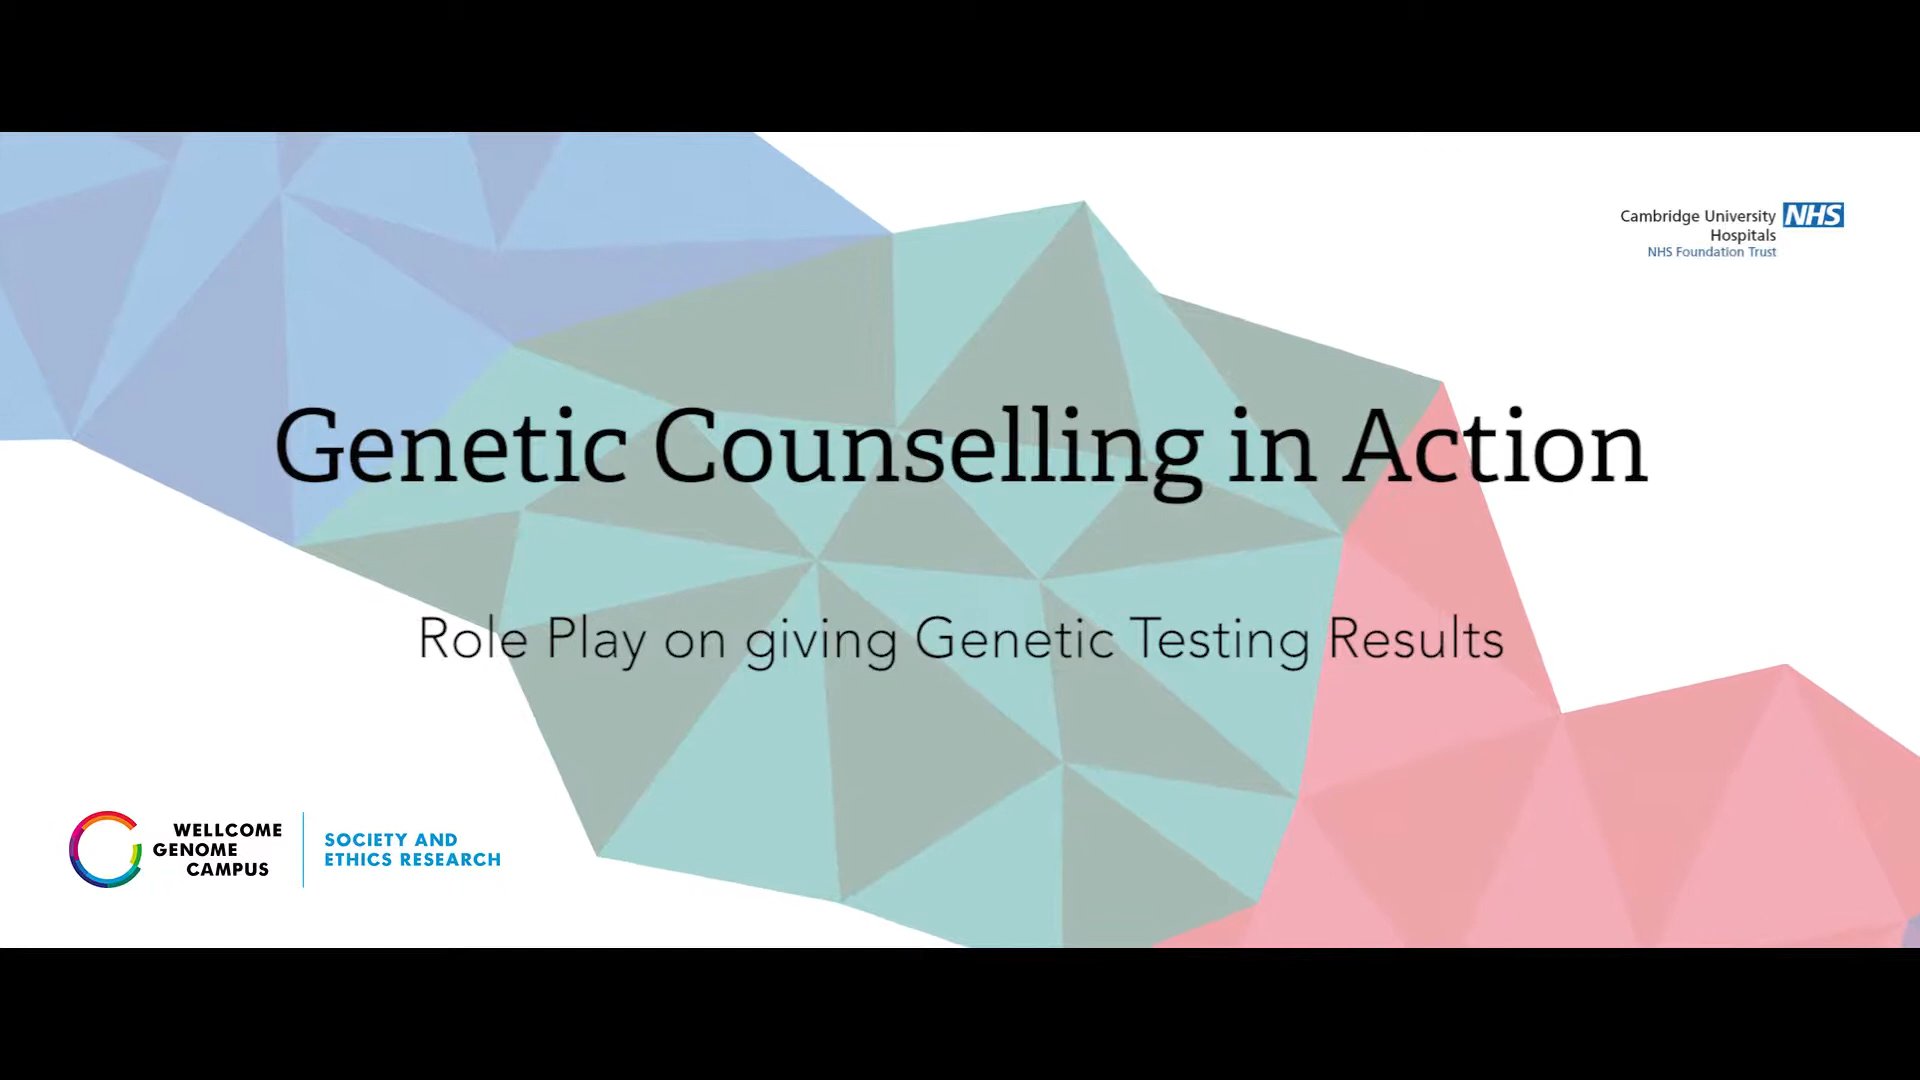 Cambridge University NHS
Hospitals
NHS Foundation Trust
Genetic Counselling in Action
Role Play on giving Genetic Testing Results
WELLCOME
GENOME
CAMPUS
SOCIETY AND
ETHICS RESEARCH